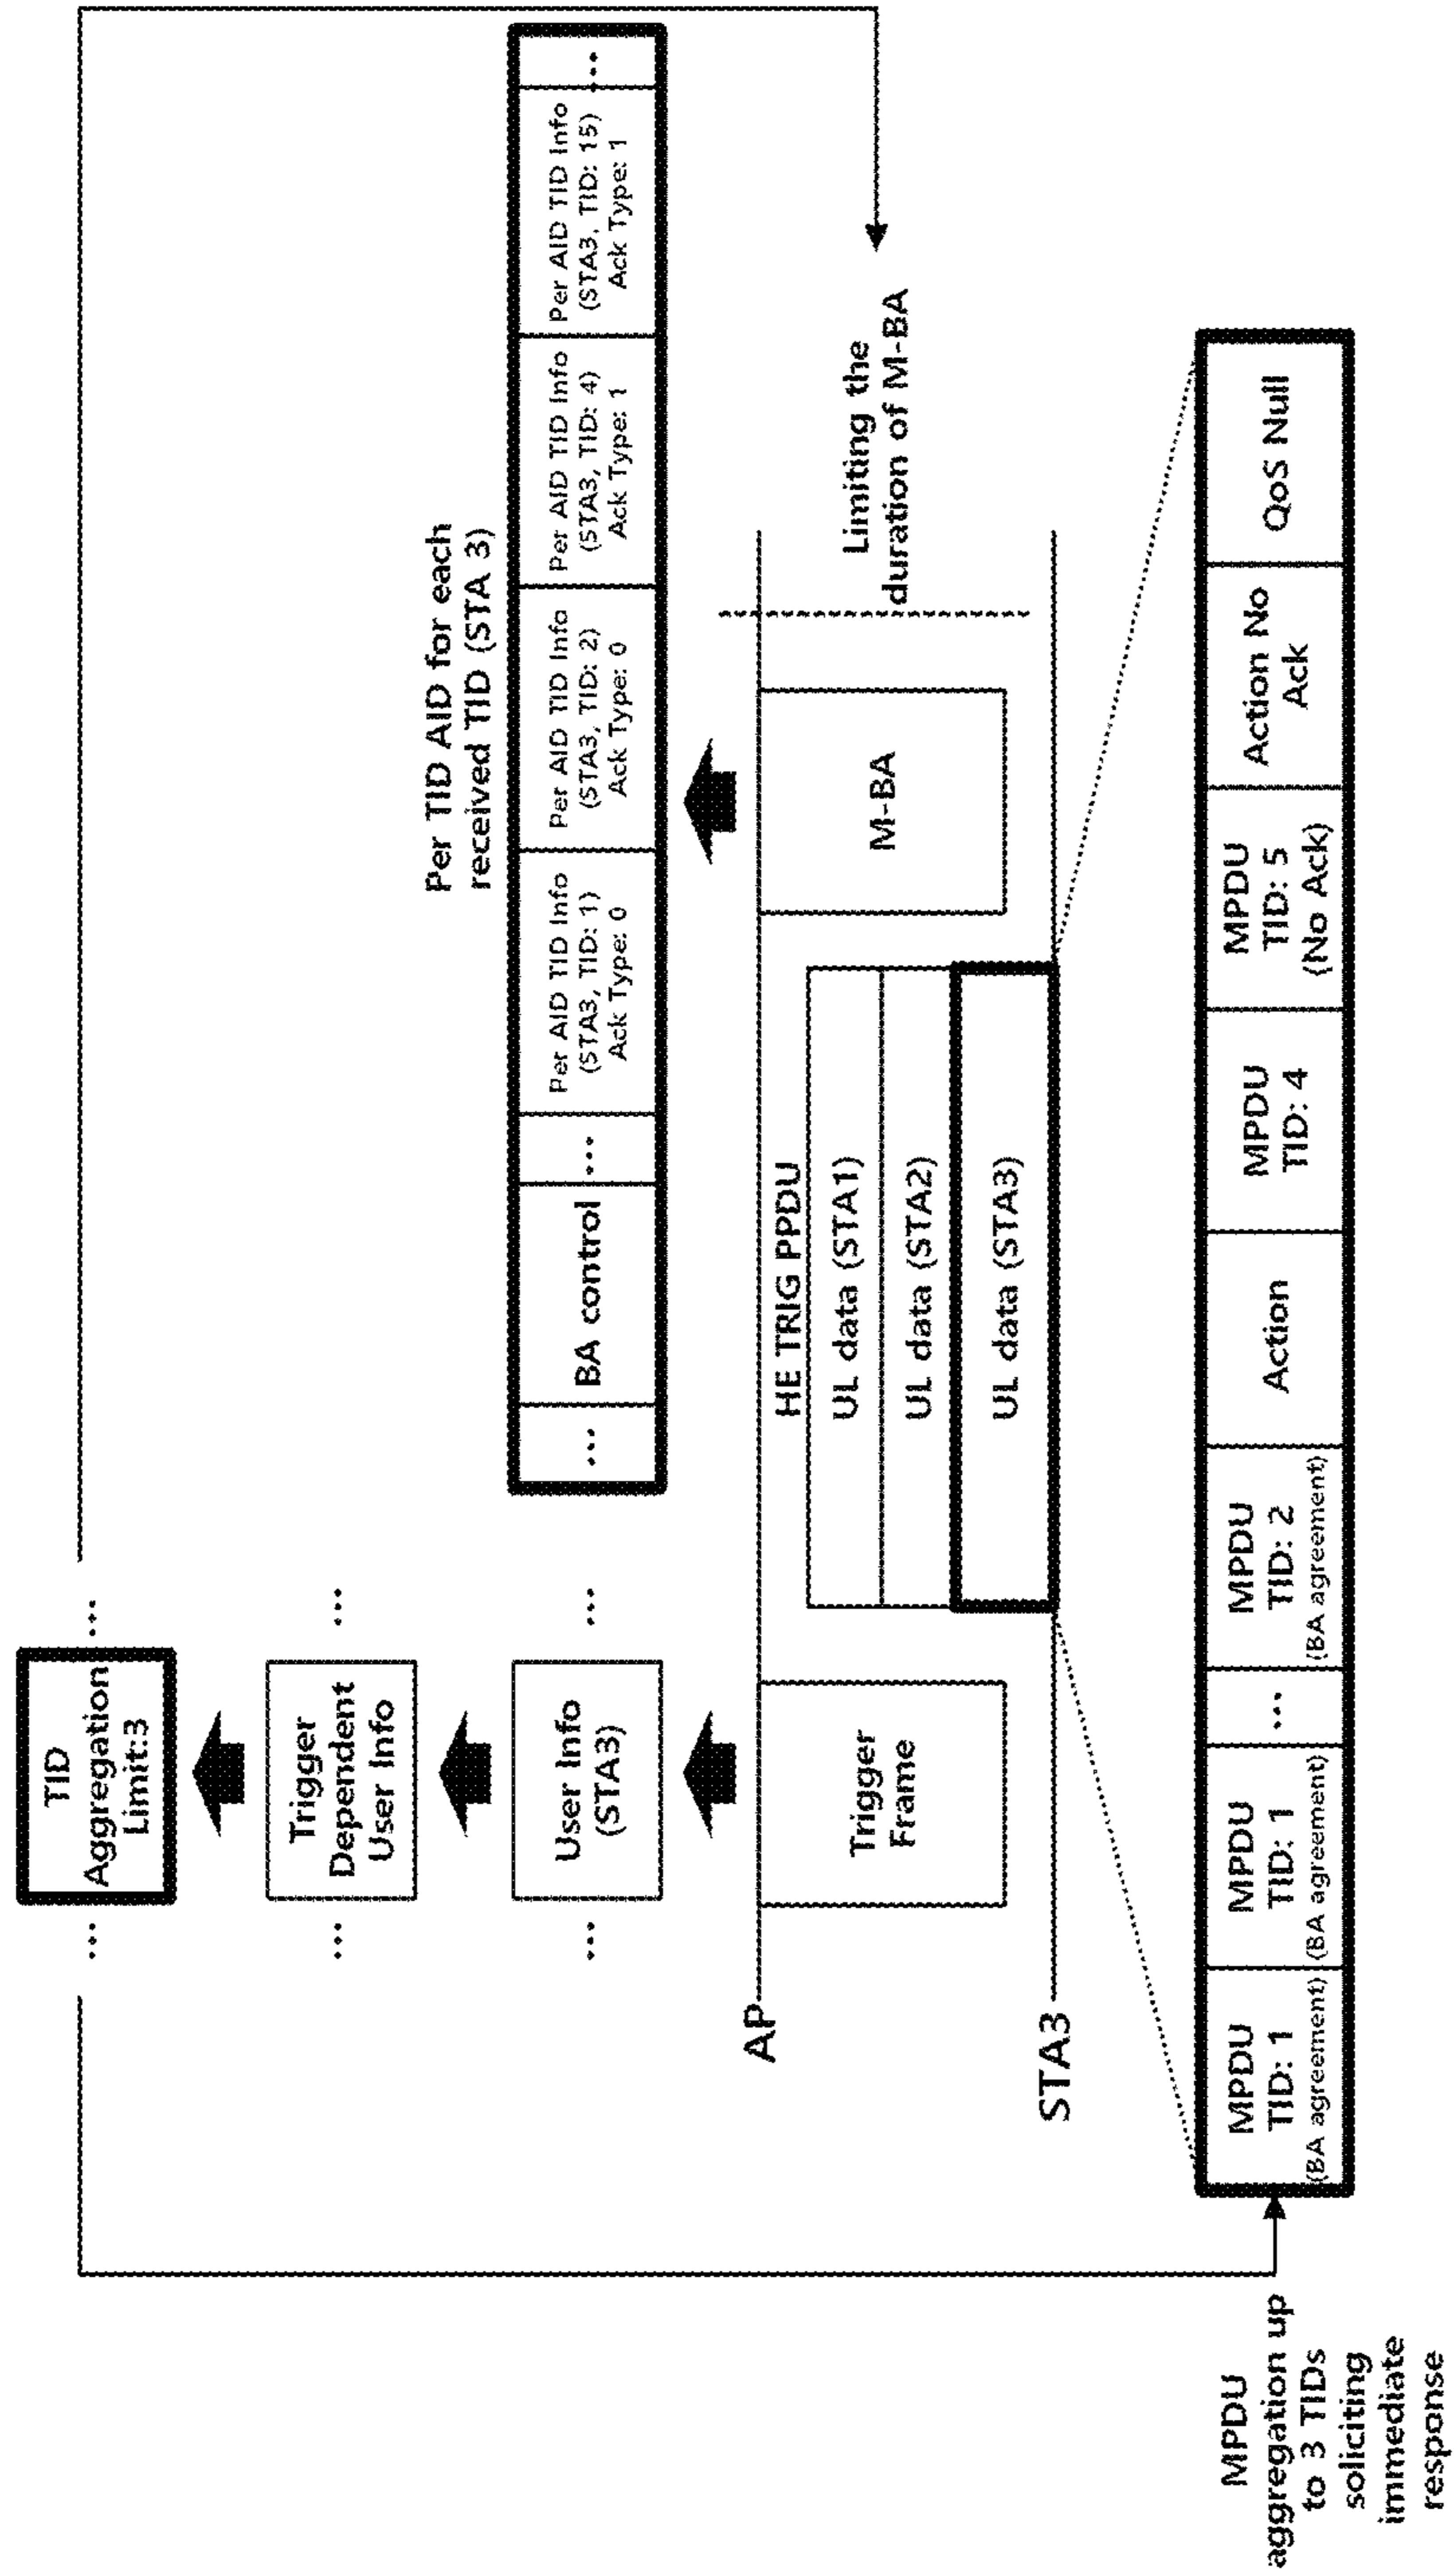 ...
TID
Aggregation
Limit:3
...
...
Trigger
Dependent
User Info
...
...
User Info
(STA3)
...
Per TID AID for each
received TID (STA 3)
...
BA control
...
Per AID TID Info
(STA3, TID: 1)
Ack Type: 0
Per AID TID Info
(STA3, TID: 2)
Ack Type: 0
Per AID TID Info
(STA3, TID: 4)
Ack Type: 1
Per AID TID Info
(STA3, TID: 15)
Ack Type: 1
...
AP
Trigger
Frame
HE TRIG PPDU
UL data (STA1)
UL data (STA2)
UL data (STA3)
M-BA
Limiting the
duration of M-BA
STA3
MPDU
aggregation up
to 3 TIDs
soliciting
immediate
response
MPDU
TID: 1
(BA agreement)
MPDU
TID: 1
(BA agreement)
...
MPDU
TID: 2
(BA agreement)
Action
MPDU
TID: 4
MPDU
TID: 5
(No Ack)
Action No
Ack
QoS Null